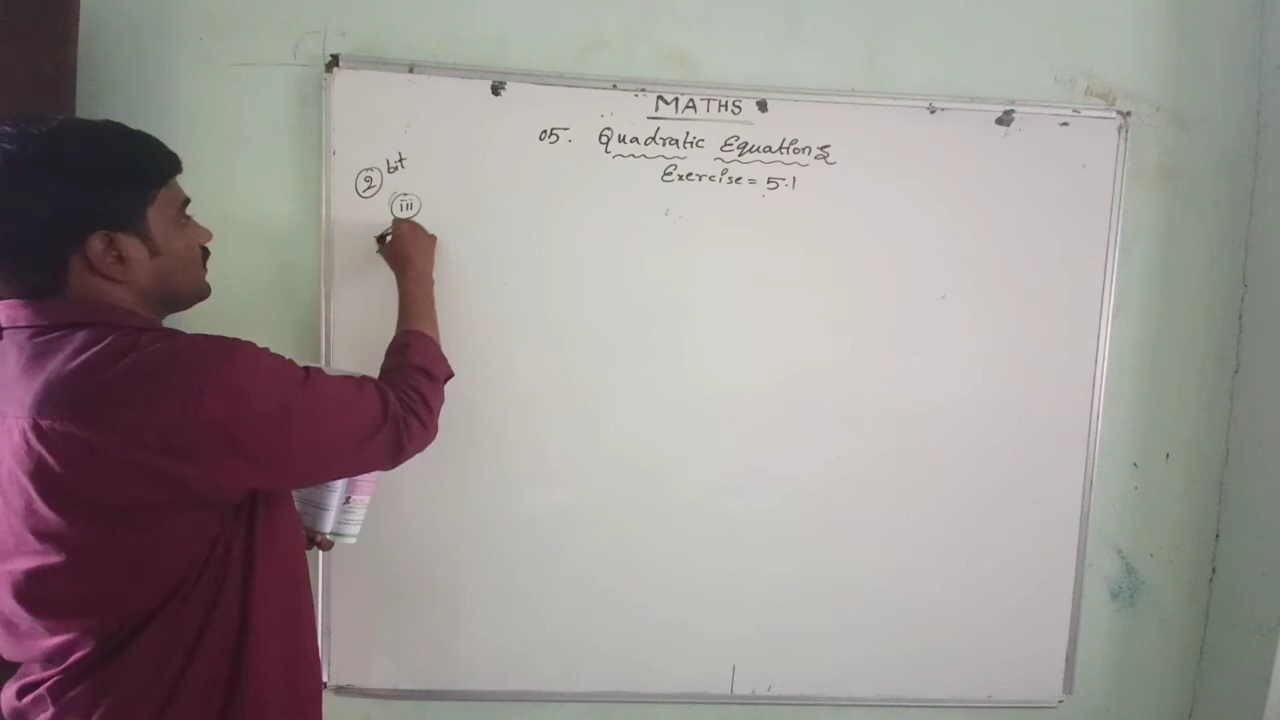 MATHS
05. Quadratic Equations
Exercise = 5.1
2 bit
iii